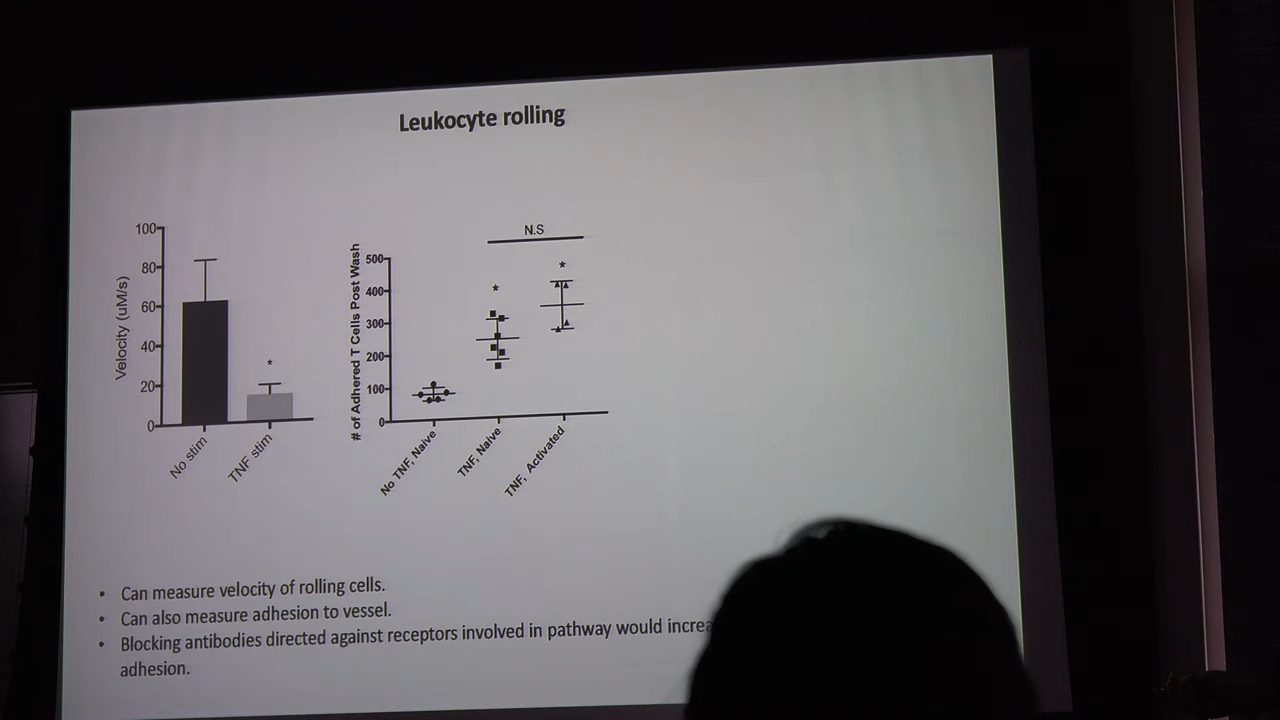 Leukocyte rolling
100
80
60
40
20
0
Velocity (uM/s)
*
No stim
TNF stim
N.S
*
*
500
400
300
200
100
0
# of Adhered T Cells Post Wash
No TNF, Naive
TNF, Naive
TNF, Activated
• Can measure velocity of rolling cells.
• Can also measure adhesion to vessel.
• Blocking antibodies directed against receptors involved in pathway would
adhesion.